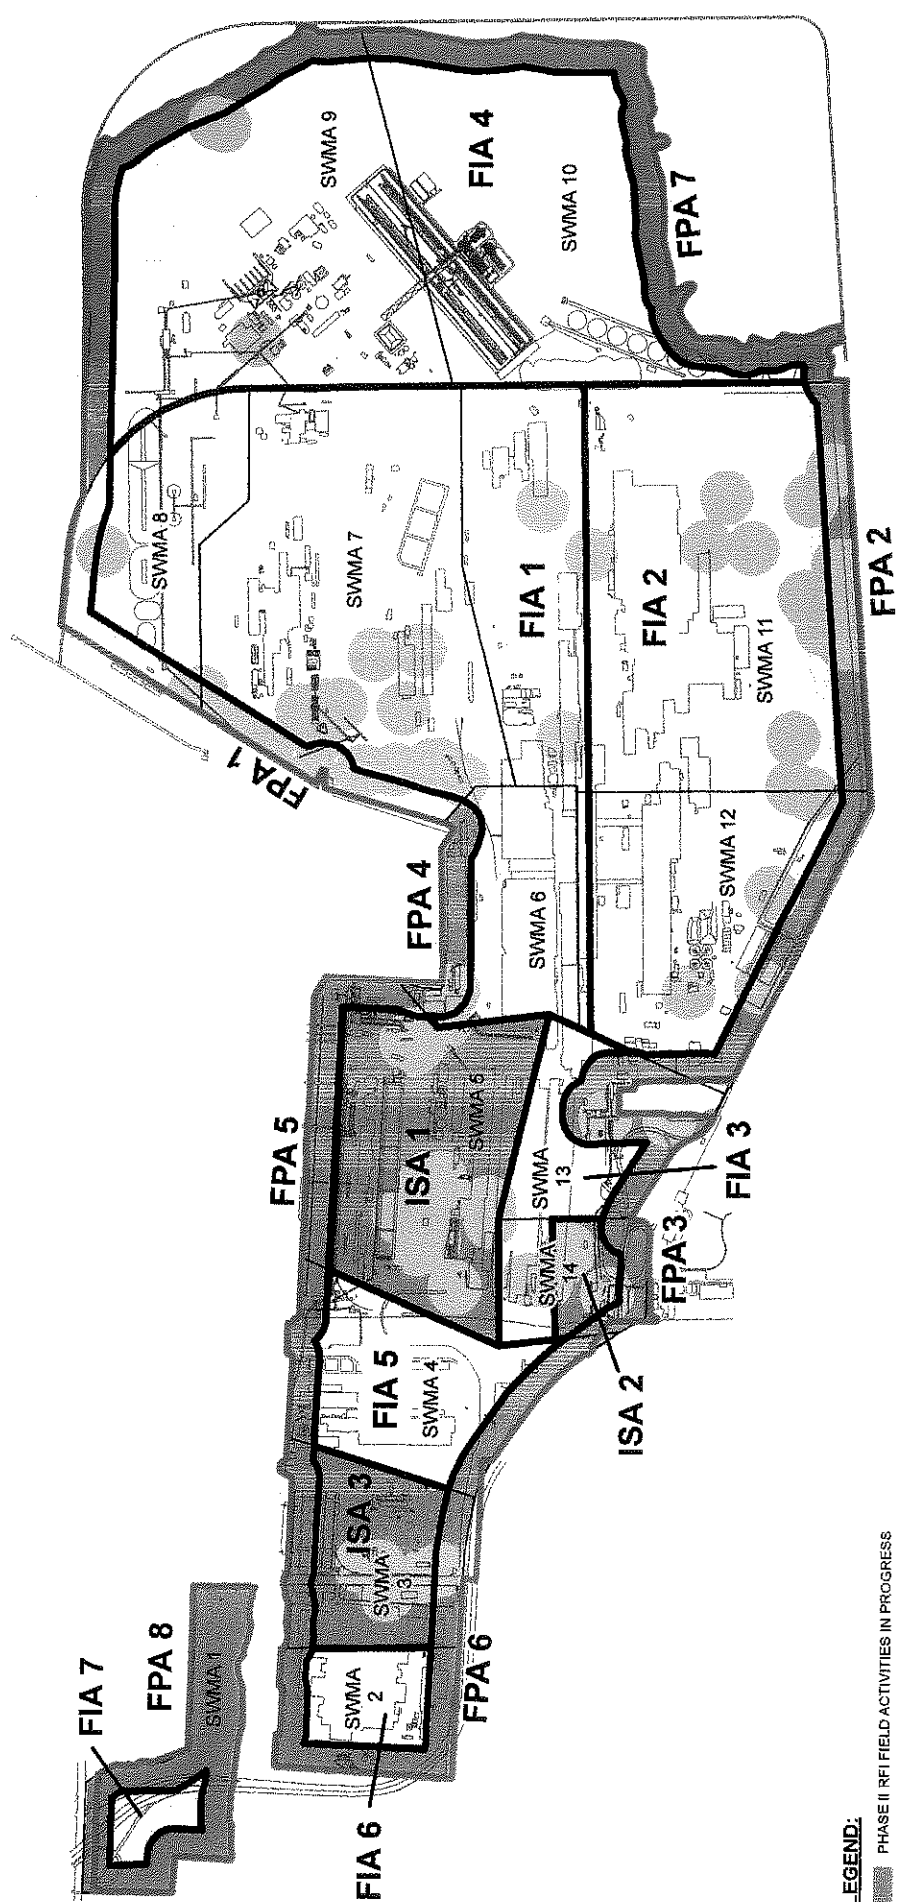 FIA 7
FPA 8
SWMA 1
FIA 6
SWMA
2
FPA 6
ISA 3
SWMA
3
FIA 5
SWMA 4
FPA 5
ISA 1
SWMA 5
ISA 2
SWMA
14
FPA 3
SWMA
13
FIA 3
FPA 4
SWMA 6
SWMA 12
FPA 1
SWMA 8
SWMA 7
FIA 1
FIA 2
SWMA 11
FPA 2
SWMA 9
FIA 4
SWMA 10
FPA 7
EGEND:
PHASE II RFI FIELD ACTIVITIES IN PROGRESS